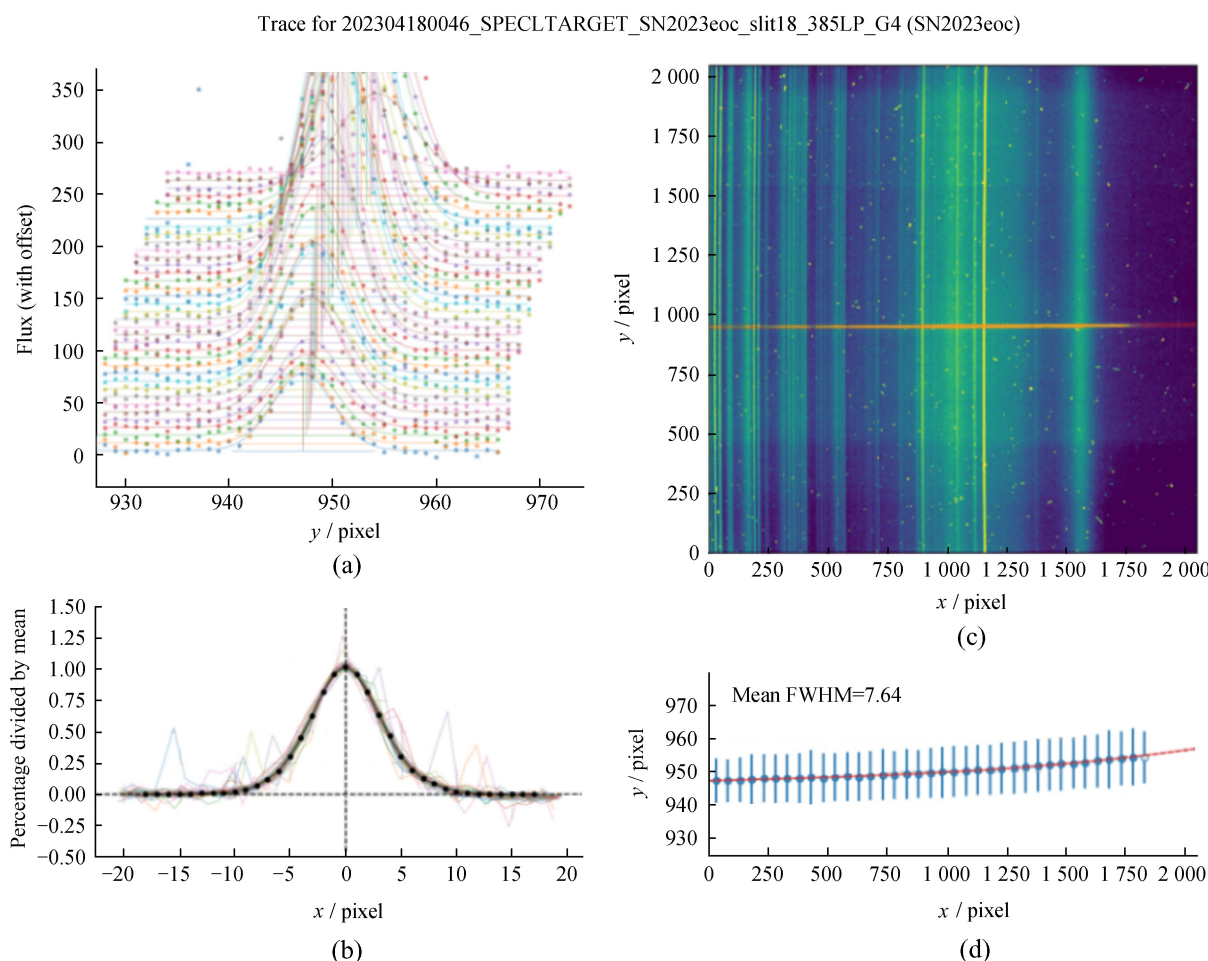 Trace for 202304180046_SPECLTARGET_SN2023eoc_slit18_385LP_G4 (SN2023eoc)
350
300
250
200
150
100
50
0
Flux (with offset)
930 940 950 960 970
y / pixel
(a)
2 000
1 750
1 500
1 250
1 000
750
500
250
0
y / pixel
0 250 500 750 1 000 1 250 1 500 1 750 2 000
x / pixel
(c)
1.50
1.25
1.00
0.75
0.50
0.25
0.00
−0.25
−0.50
Percentage divided by mean
−20 −15 −10 −5 0 5 10 15 20
x / pixel
(b)
Mean FWHM=7.64
970
960
950
940
930
y / pixel
0 250 500 750 1 000 1 250 1 500 1 750 2 000
x / pixel
(d)